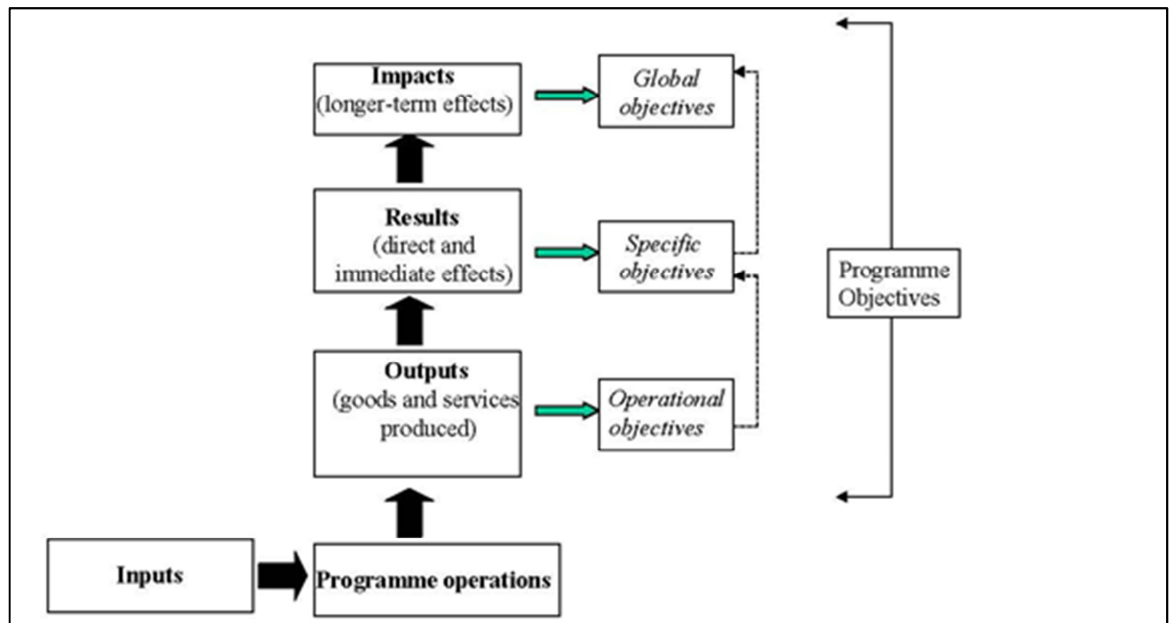 Impacts
(longer-term effects)
Global
objectives
Results
(direct and
immediate effects)
Specific
objectives
Programme
Objectives
Outputs
(goods and services
produced)
Operational
objectives
Inputs
Programme operations